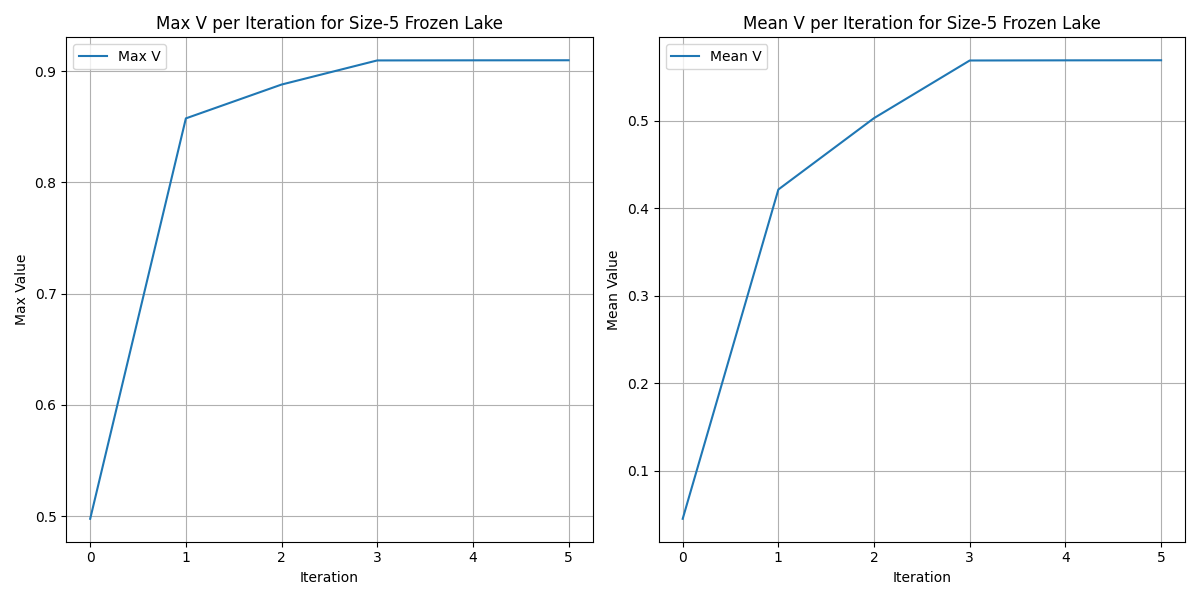 Max V per Iteration for Size-5 Frozen Lake
Max V
0.9
0.8
0.7
0.6
0.5
Max Value
0 1 2 3 4 5
Iteration
Mean V per Iteration for Size-5 Frozen Lake
Mean V
0.5
0.4
0.3
0.2
0.1
Mean Value
0 1 2 3 4 5
Iteration